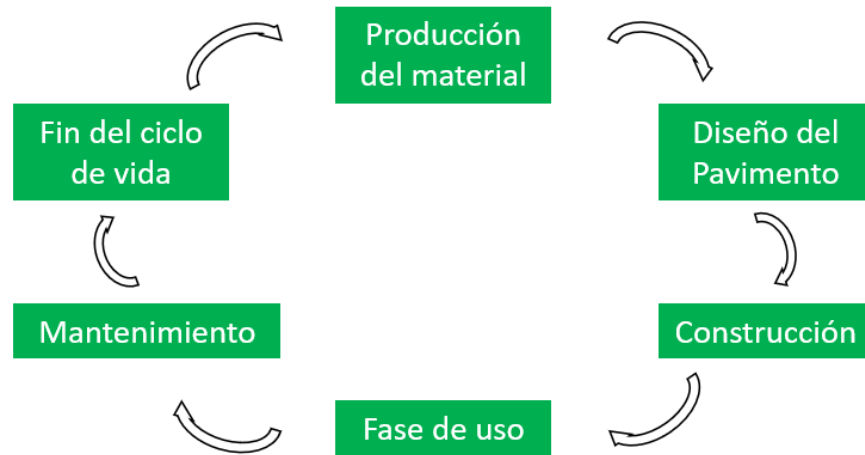 Producción
del material
Diseño del
Pavimento
Construcción
Fase de uso
Mantenimiento
Fin del ciclo
de vida